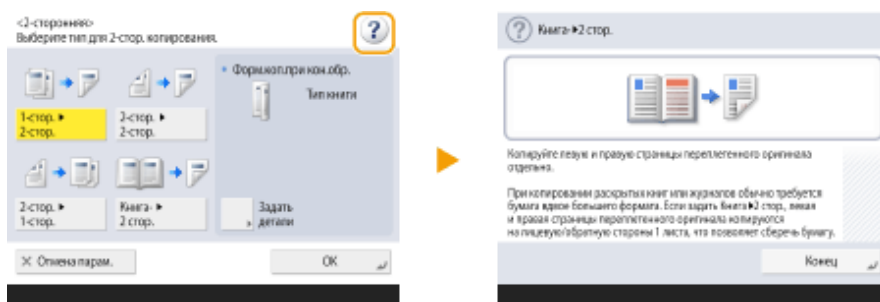 <2-сторонняя>
Выберите тип для 2-стор. копирования.
?
1-стор. ▶
2-стор.
2-стор. ▶
2-стор.
2-стор. ▶
1-стор.
Книга- ▶
2 стор.
Форм.коп.при кон.обр.
Тип книги
Задать
детали
× Отмена парам.
OK
? Книга-▶2 стор.
Копируйте левую и правую страницы переплетенного оригинала
отдельно.
При копировании раскрытых книг или журналов обычно требуется
бумага вдвое большего формата. Если задать Книга▶2 стор., левая
и правая страницы переплетенного оригинала копируются
на лицевую/обратную стороны 1 листа, что позволяет сберечь бумагу.
Конец